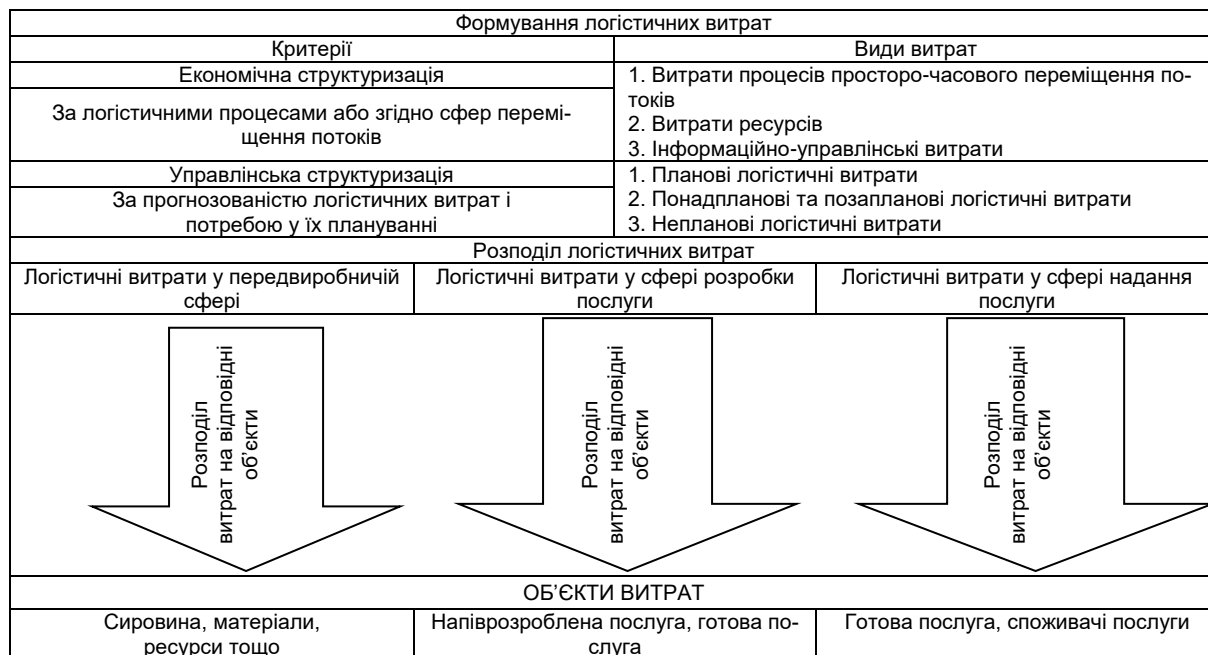 Формування логістичних витрат
Критерії
Види витрат
Економічна структуризація
За логістичними процесами або згідно сфер перемі-
щення потоків
1. Витрати процесів просторо-часового переміщення по-
токів
2. Витрати ресурсів
3. Інформаційно-управлінські витрати
Управлінська структуризація
За прогнозованістю логістичних витрат і
потребою у їх плануванні
1. Планові логістичні витрати
2. Понадпланові та позапланові логістичні витрати
3. Непланові логістичні витрати
Розподіл логістичних витрат
Логістичні витрати у передвиробничій
сфері
Логістичні витрати у сфері розробки
послуги
Логістичні витрати у сфері надання
послуги
Розподіл
витрат на відповідні
об’єкти
Розподіл
витрат на відповідні
об’єкти
Розподіл
витрат на відповідні
об’єкти
ОБ’ЄКТИ ВИТРАТ
Сировина, матеріали,
ресурси тощо
Напіврозроблена послуга, готова по-
слуга
Готова послуга, споживачі послуги